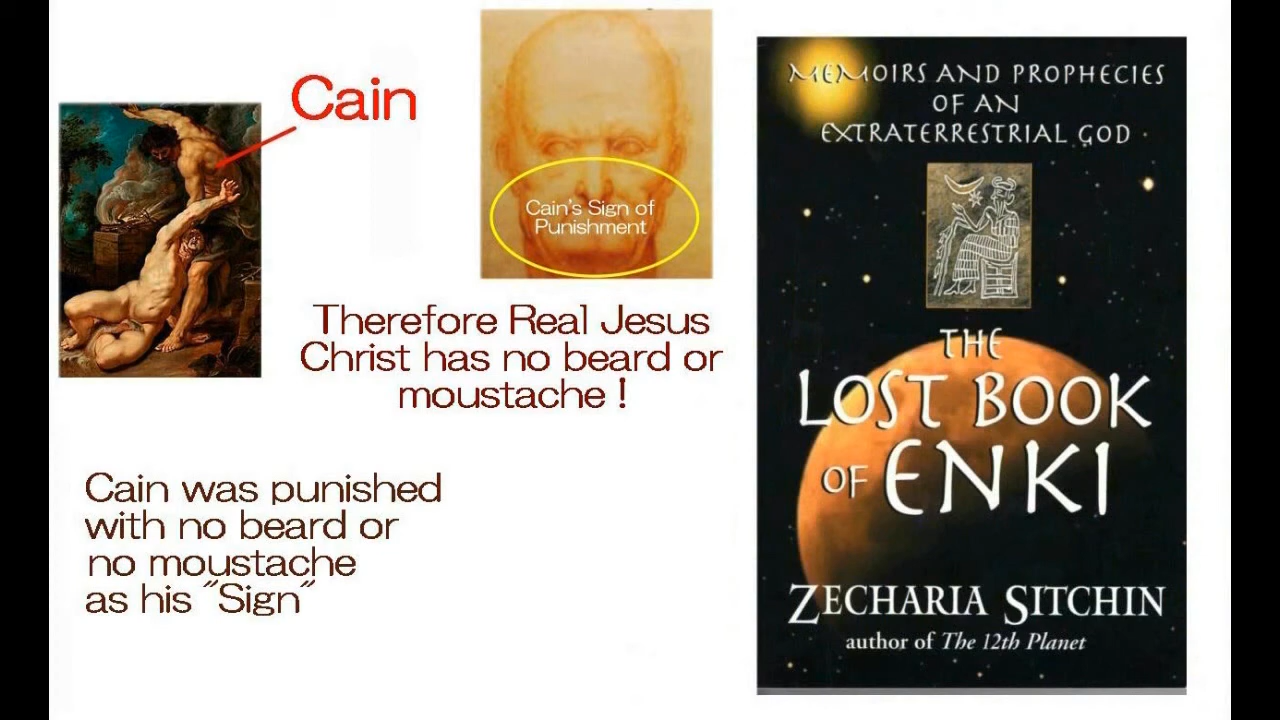 Cain
Cain's Sign of
Punishment
Therefore Real Jesus
Christ has no beard or
moustache !
Cain was punished
with no beard or
no moustache
as his "Sign"
MEMOIRS AND PROPHECIES
OF AN
EXTRATERRESTRIAL GOD
THE
LOST BOOK
OF ENKI
ZECHARIA SITCHIN
author of The 12th Planet